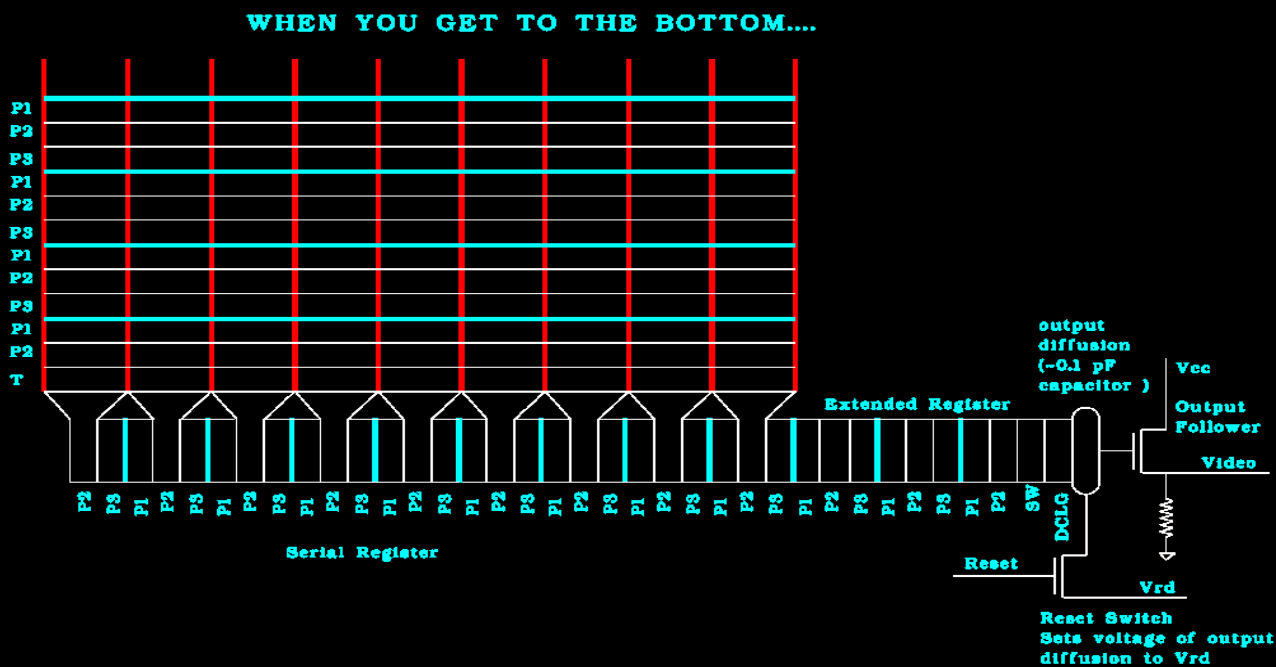 WHEN YOU GET TO THE BOTTOM....
P1
P2
P3
P1
P2
P3
P1
P2
P3
P1
P2
T
output
diffusion
(~0.1 pF
capacitor )
Vcc
Output
Follower
Video
Extended Register
P2 P3 P1 P2 P3 P1 P2 P3 P1 P2 P3 P1 P2 P3 P1 P2 P3 P1 P2 P3 P1 P2 P3 P1 P2 P3 P1 P2 P3 P1 P2 P3 P1 P2 SW DCLG
Serial Register
Reset
Vrd
Reset Switch
Sets voltage of output
diffusion to Vrd